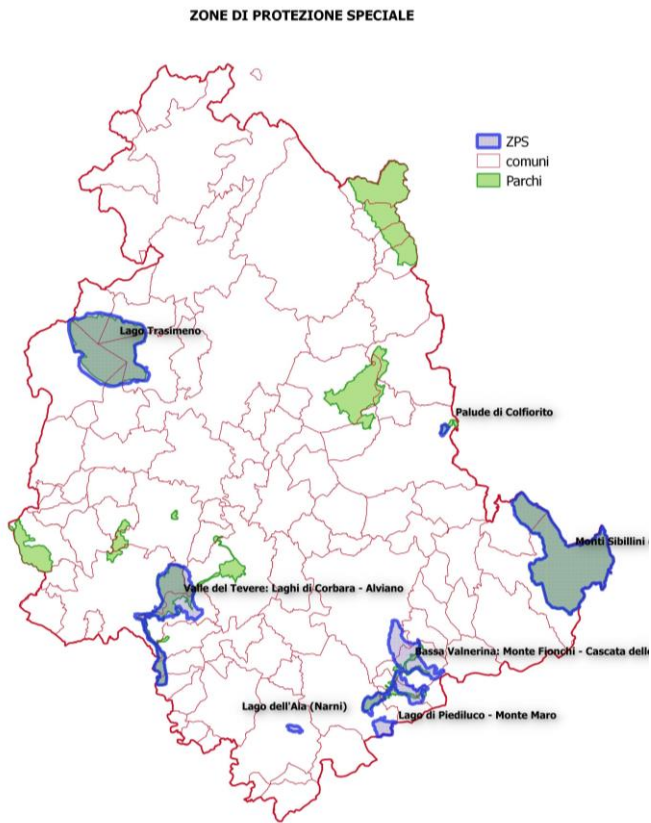 ZONE DI PROTEZIONE SPECIALE
ZPS
comuni
Parchi
Lago Trasimeno
Palude di Colfiorito
Monti Sibillini
Valle del Tevere: Laghi di Corbara - Alviano
Bassa Valnerina: Monte Fionchi - Cascata delle
Lago dell'Aia (Narni)
Lago di Piediluco - Monte Maro